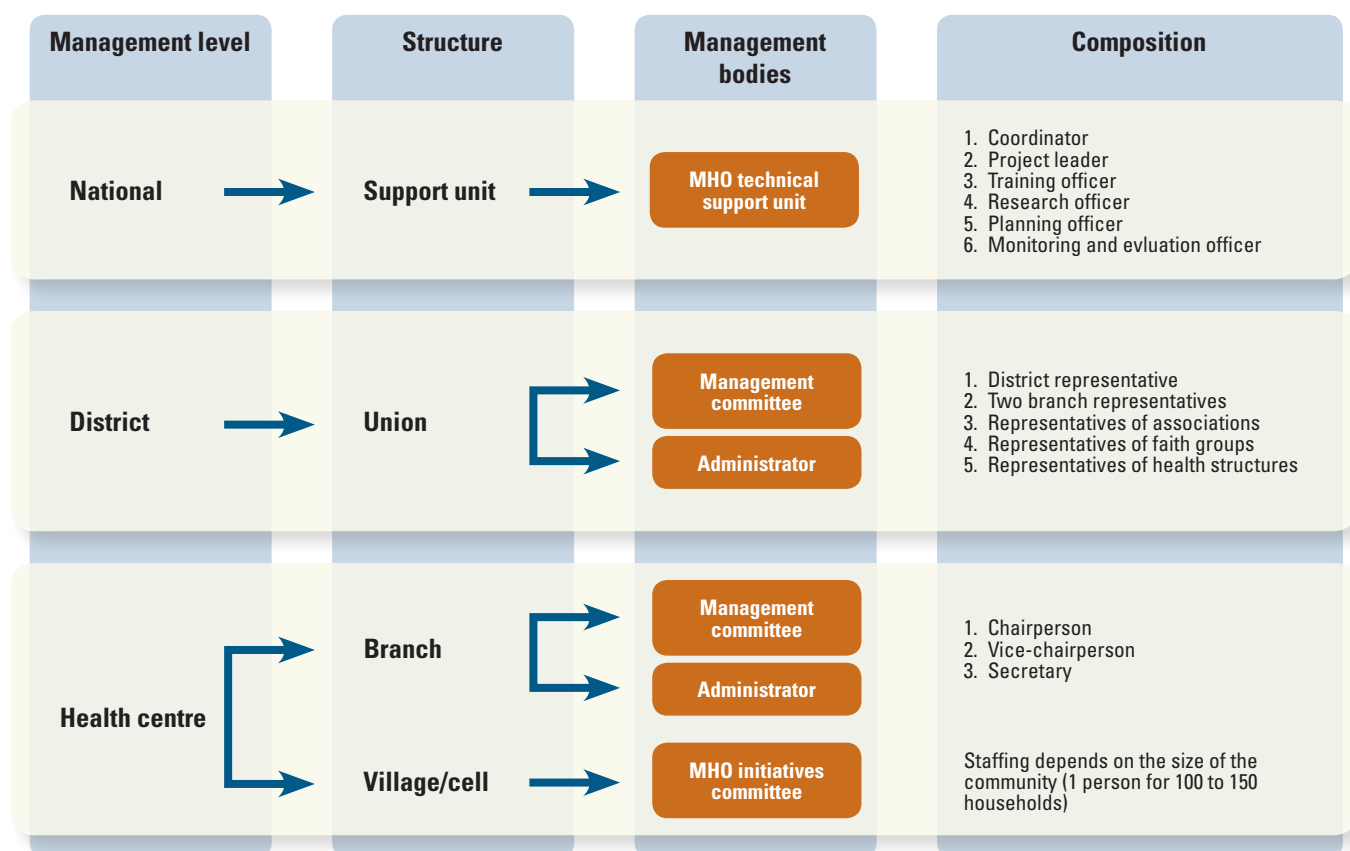 Management level
Structure
Management
bodies
Composition
National
Support unit
MHO technical
support unit
1. Coordinator
2. Project leader
3. Training officer
4. Research officer
5. Planning officer
6. Monitoring and evluation officer
District
Union
Management
committee
Administrator
1. District representative
2. Two branch representatives
3. Representatives of associations
4. Representatives of faith groups
5. Representatives of health structures
Health centre
Branch
Management
committee
Administrator
1. Chairperson
2. Vice-chairperson
3. Secretary
Village/cell
MHO initiatives
committee
Staffing depends on the size of the
community (1 person for 100 to 150
households)